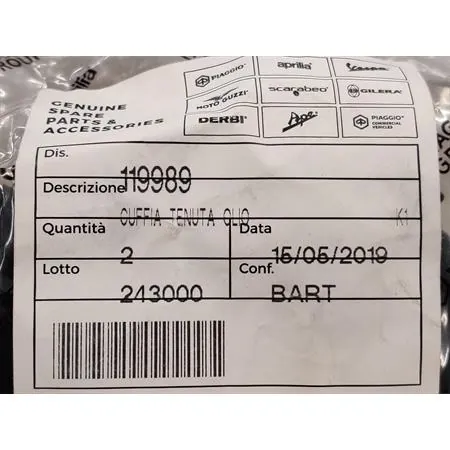 GENUINE
SPARE
PARTS &
ACCESSORIES
PIAGGIO aprilia Vespa
MOTO GUZZI scarabeo GILERA
DERBI Ape PIAGGIO COMMERCIAL VEHICLES
Dis. 119989
Descrizione CUFFIA TENUTA OLIO K1
Quantità 2 Data 15/05/2019
Lotto 243000 Conf. BART